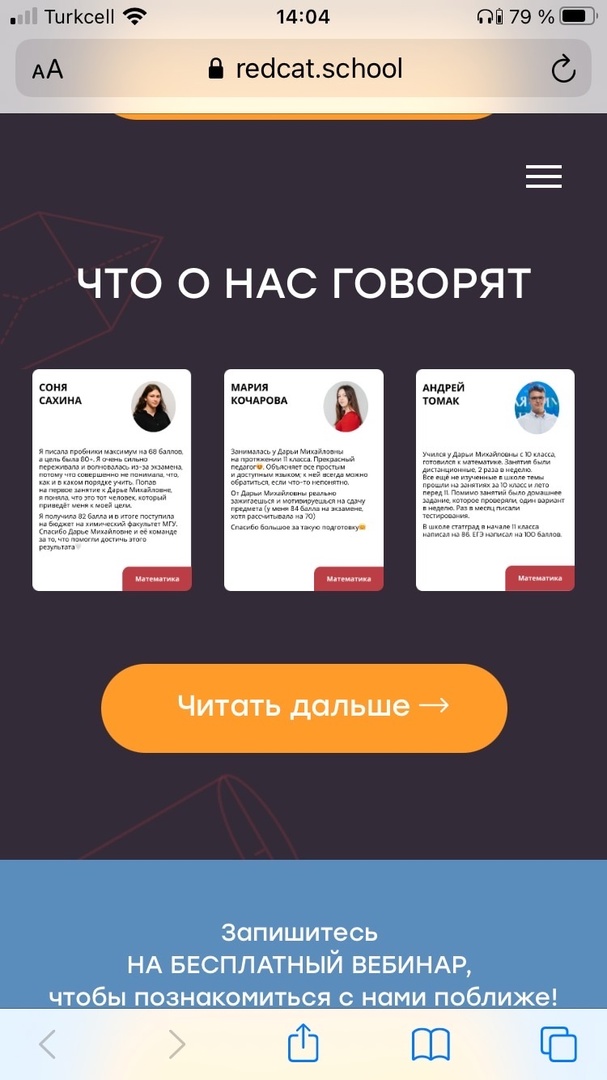 Turkcell 14:04 79 %
AA redcat.school
ЧТО О НАС ГОВОРЯТ
СОНЯ
САХИНА
Я писала пробники максимум на 68 баллов,
а цель была 80+. Я очень сильно
переживала и волновалась из-за экзамена,
потому что совершенно не понимала, что,
как и в каком порядке учить. Попав
на первое занятие к Дарье Михайловне,
я поняла, что это тот человек, который
приведёт меня к моей цели.
Я получила 82 балла и в итоге поступила
на бюджет на химический факультет МГУ.
Спасибо Дарье Михайловне и её команде
за то, что помогли достичь этого
результата🤍
Математика
МАРИЯ
КОЧАРОВА
Занималась у Дарьи Михайловны
на протяжении 11 класса. Прекрасный
педагог. Объясняет все простым
и доступным языком; к ней всегда можно
обратиться, если что-то непонятно.
От Дарьи Михайловны реально
зажигаешься и мотивируешься на сдачу
предмета (у меня 84 балла на экзамене,
хотя рассчитывала на 70)
Спасибо большое за такую подготовку
Математика
АНДРЕЙ
ТОМАК
Учился у Дарьи Михайловны с 10 класса,
готовился к математике. Занятия были
дистанционные, 2 раза в неделю.
Все ещё не изученные в школе темы
прошли на занятиях за 10 класс и лето
перед 11. Помимо занятий было домашнее
задание, которое проверяли, один вариант
в неделю. Раз в месяц писали
тестирования.
В школе статград в начале 11 класса
написал на 86. ЕГЭ написал на 100 баллов.
Математика
Читать дальше →
Запишитесь
НА БЕСПЛАТНЫЙ ВЕБИНАР,
чтобы познакомиться с нами поближе!